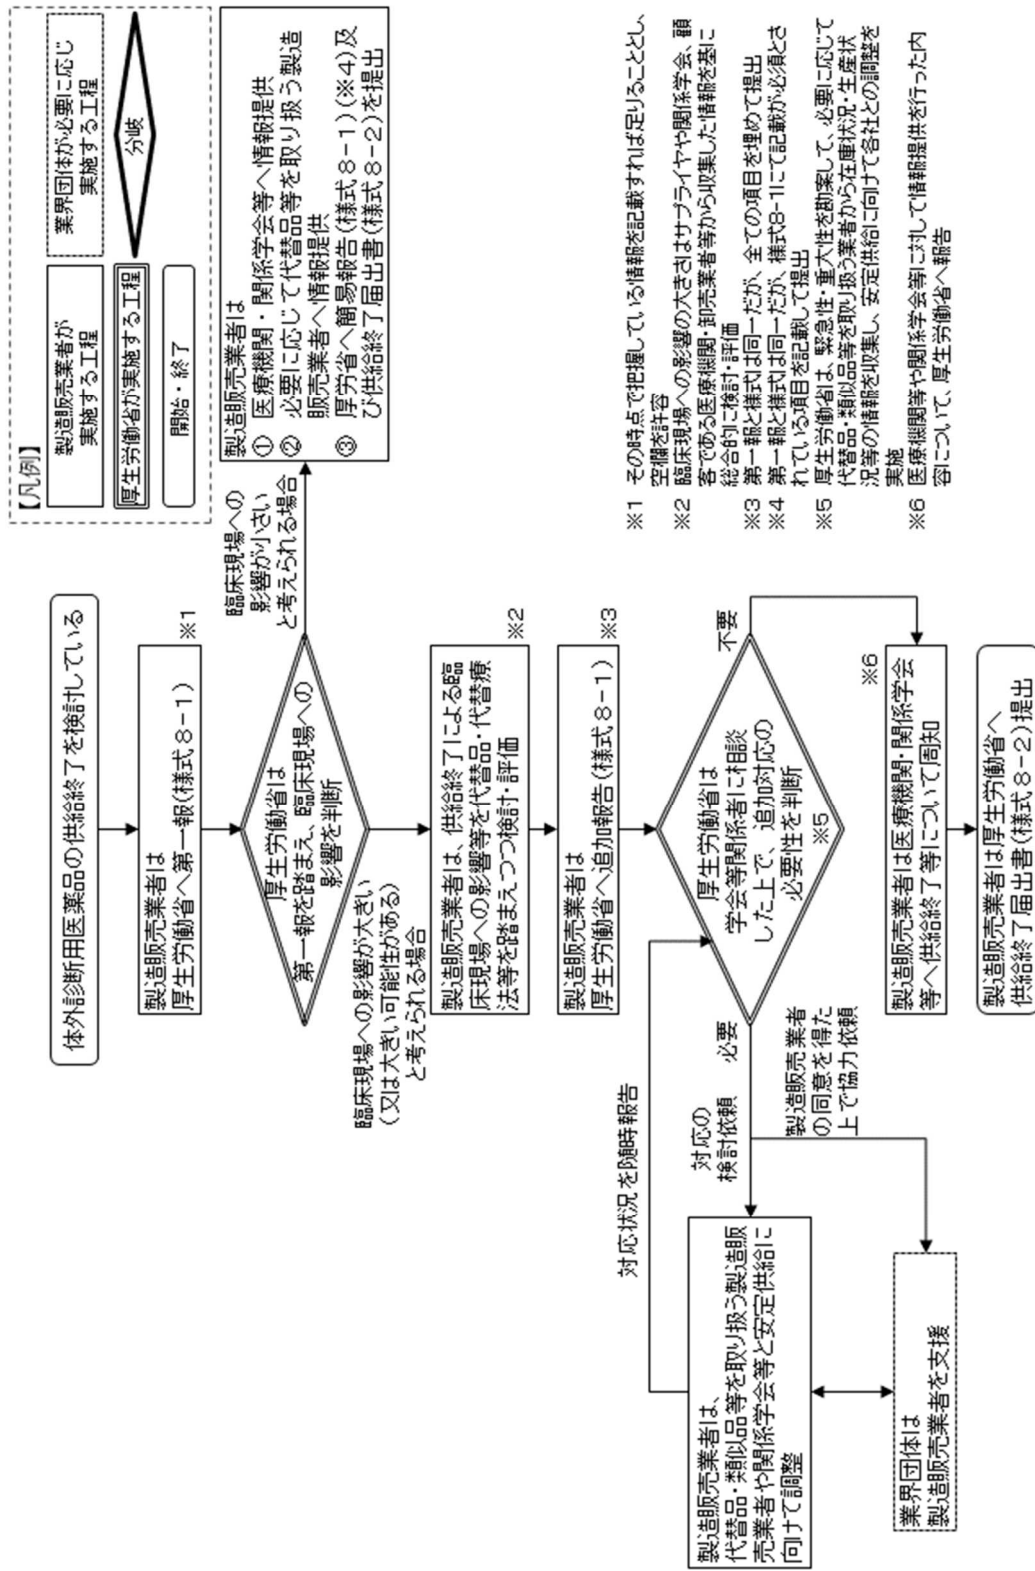 【凡例】
製造販売業者が
実施する工程
業界団体が必要に応じ
実施する工程
厚生労働省が実施する工程
分岐
開始・終了
体外診断用医薬品の供給終了を検討している
製造販売業者は
厚生労働省へ第一報(様式8-1)
※1
厚生労働省は
第一報を踏まえ、臨床現場への
影響を判断
臨床現場への
影響が小さい
と考えられる場合
製造販売業者は
① 医療機関・関係学会等へ情報提供
② 必要に応じて代替品等を取り扱う製造
販売業者へ情報提供
③ 厚労省へ簡易報告(様式8-1)(※4)及
び供給終了届出書(様式8-2)を提出
臨床現場への影響が大きい
(又は大きい可能性がある)
と考えられる場合
製造販売業者は、供給終了による臨
床現場への影響等を代替品・代替療
法等を踏まえつつ検討・評価
※2
製造販売業者は
厚生労働省へ追加報告(様式8-1)
※3
厚生労働省は
学会等関係者に相談
した上で、追加対応の
必要性を判断
※5
不要
必要
対応の
検討依頼
製造販売業者
の同意を得た
上で協力依頼
対応状況を随時報告
製造販売業者は、
代替品・類似品等を取り扱う製造販
売業者や関係学会等と安定供給に
向けて調整
業界団体は
製造販売業者を支援
※6
製造販売業者は医療機関・関係学会
等へ供給終了等について周知
製造販売業者は厚生労働省へ
供給終了届出書(様式8-2)提出
※1 その時点で把握している情報を記載すれば足りることとし、
空欄を許容
※2 臨床現場への影響の大きさはサプライヤや関係学会、顧
客である医療機関・卸売業者等から収集した情報を基に
総合的に検討・評価
※3 第一報と様式は同一だが、全ての項目を埋めて提出
※4 第一報と様式は同一だが、様式8-1にて記載が必須とさ
れている項目を記載して提出
※5 厚生労働省は、緊急性・重大性を勘案して、必要に応じて
代替品・類似品等を取り扱う業者から在庫状況・生産状
況等の情報を収集し、安定供給に向けて各社との調整を
実施
※6 医療機関等や関係学会等に対して情報提供を行った内
容について、厚生労働省へ報告